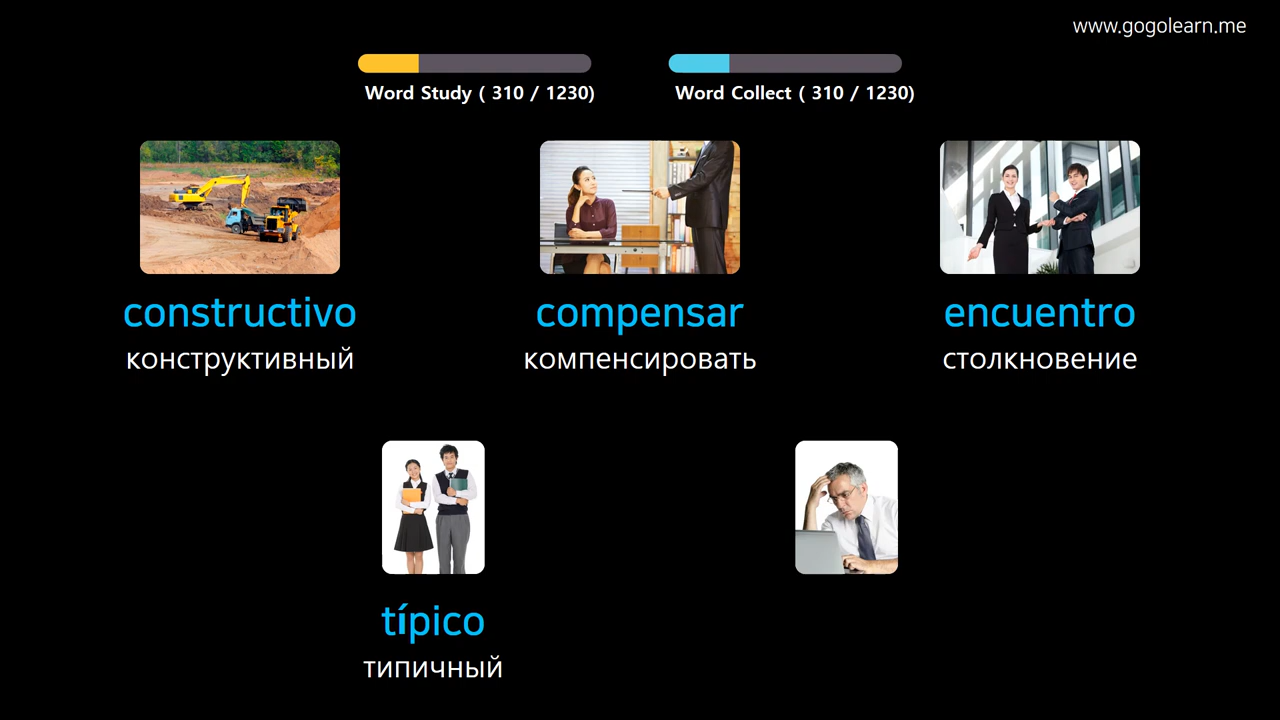 www.gogolearn.me
Word Study ( 310 / 1230)
Word Collect ( 310 / 1230)
constructivo
конструктивный
compensar
компенсировать
encuentro
столкновение
típico
типичный